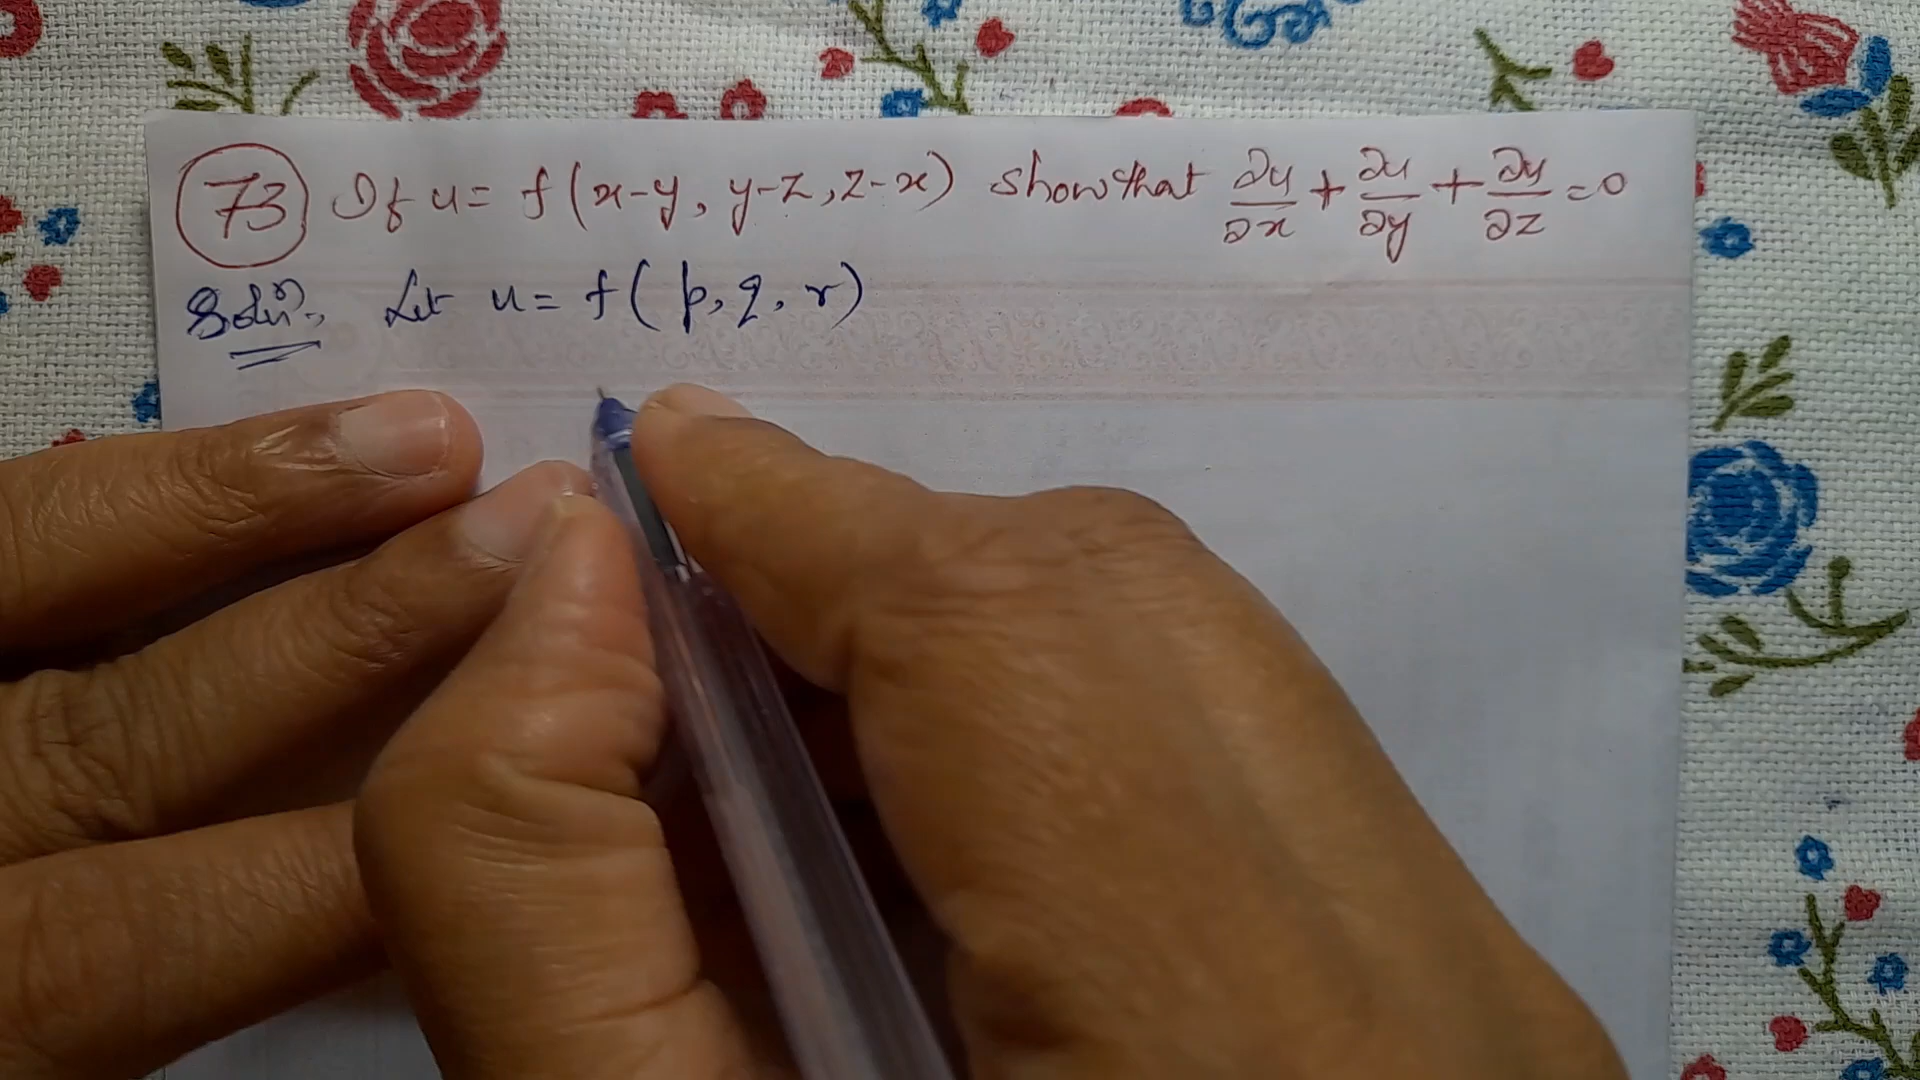 73 If u = f(x-y, y-z, z-x) show that ∂u/∂x + ∂u/∂y + ∂u/∂z = 0
Soln:, Let u = f(p, q, r)